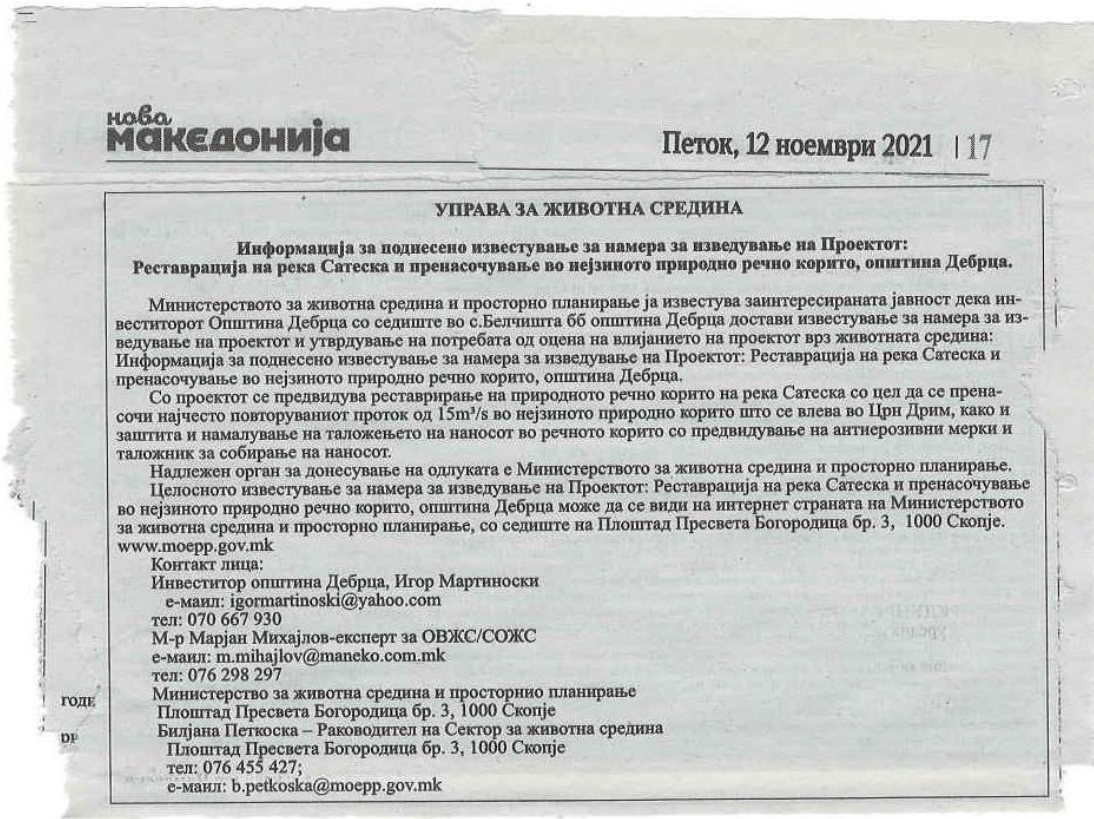 нова
македонија
Петок, 12 ноември 2021 | 17
УПРАВА ЗА ЖИВОТНА СРЕДИНА
Информација за поднесено известување за намера за изведување на Проектот:
Реставрација на река Сатеска и пренасочување во нејзиното природно речно корито, општина Дебрца.
Министерството за животна средина и просторно планирање ја известува заинтересираната јавност дека ин-
веститорот Општина Дебрца со седиште во с.Белчишта бб општина Дебрца достави известување за намера за из-
ведување на проектот и утврдување на потребата од оцена на влијанието на проектот врз животната средина:
Информација за поднесено известување за намера за изведување на Проектот: Реставрација на река Сатеска и
пренасочување во нејзиното природно речно корито, општина Дебрца.
Со проектот се предвидува реставрирање на природното речно корито на река Сатеска со цел да се прена-
сочи најчесто повторуваниот проток од 15m³/s во нејзиното природно корито што се влева во Црн Дрим, како и
заштита и намалување на таложењето на наносот во речното корито со предвидување на антиерозивни мерки и
таложник за собирање на наносот.
Надлежен орган за донесување на одлуката е Министерството за животна средина и просторно планирање.
Целосното известување за намера за изведување на Проектот: Реставрација на река Сатеска и пренасочување
во нејзиното природно речно корито, општина Дебрца може да се види на интернет страната на Министерството
за животна средина и просторно планирање, со седиште на Плоштад Пресвета Богородица бр. 3, 1000 Скопје.
www.moepp.gov.mk
Контакт лица:
Инвеститор општина Дебрца, Игор Мартиноски
е-маил: igormartinoski@yahoo.com
тел: 070 667 930
М-р Марјан Михајлов-експерт за ОВЖС/СОЖС
е-маил: m.mihajlov@maneko.com.mk
тел: 076 298 297
Министерство за животна средина и просторнио планирање
Плоштад Пресвета Богородица бр. 3, 1000 Скопје
Билјана Петкоска – Раководител на Сектор за животна средина
Плоштад Пресвета Богородица бр. 3, 1000 Скопје
тел: 076 455 427;
е-маил: b.petkoska@moepp.gov.mk